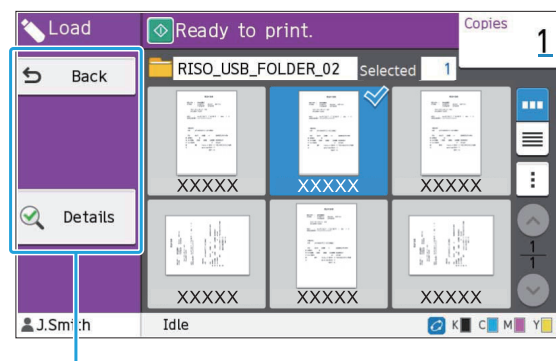 Load
Ready to print.
Copies
1
Back
RISO_USB_FOLDER_02 Selected 1
XXXXX XXXXX XXXXX
Details
1
1
XXXXX XXXXX XXXXX
J.Smith Idle K C M Y